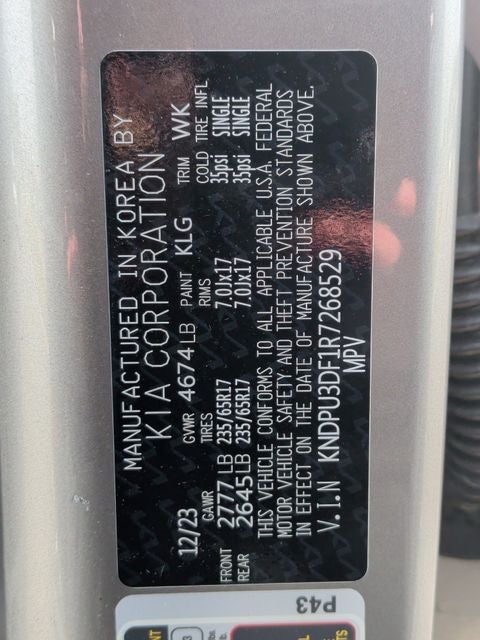 MANUFACTURED IN KOREA BY
KIA CORPORATION
12/23 GVWR 4674LB PAINT KLG TRIM WK
GAWR TIRES RIMS COLD TIRE INFL
FRONT 2777LB 235/65R17 7.0Jx17 35psi SINGLE
REAR 2645LB 235/65R17 7.0Jx17 35psi SINGLE
THIS VEHICLE CONFORMS TO ALL APPLICABLE U.S.A. FEDERAL
MOTOR VEHICLE SAFETY AND THEFT PREVENTION STANDARDS
IN EFFECT ON THE DATE OF MANUFACTURE SHOWN ABOVE.
V.I.N KNDPU3DF1R7268529
MPV
P43